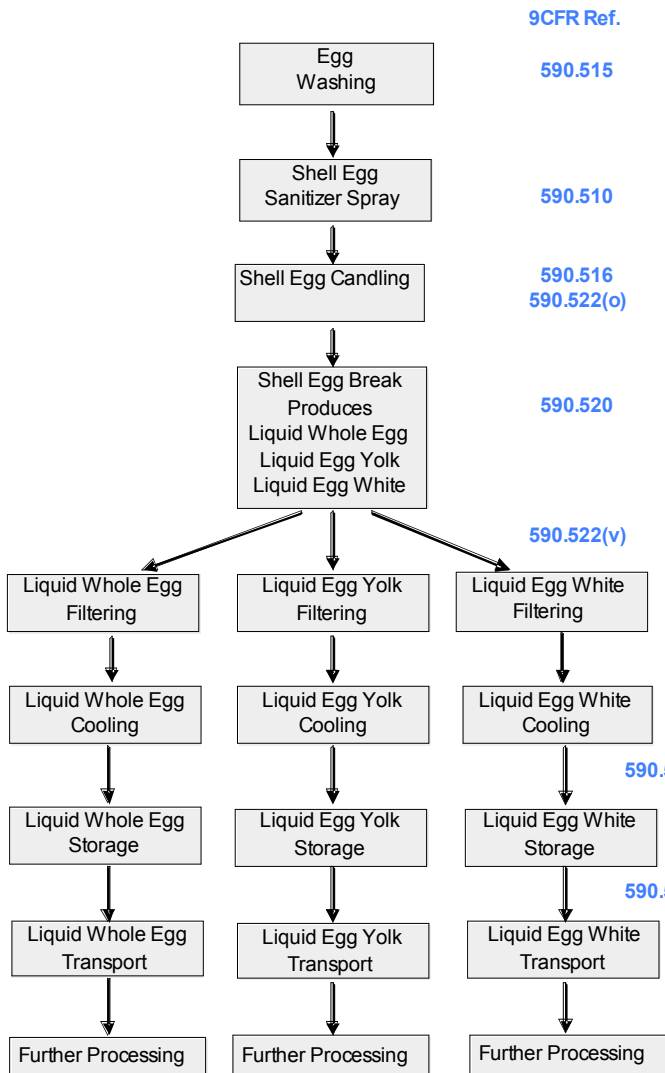 9CFR Ref.
Egg
Washing
590.515
Shell Egg
Sanitizer Spray
590.510
Shell Egg Candling
590.516
590.522(o)
Shell Egg Break
Produces
Liquid Whole Egg
Liquid Egg Yolk
Liquid Egg White
590.520
590.522(v)
Liquid Whole Egg
Filtering
Liquid Egg Yolk
Filtering
Liquid Egg White
Filtering
Liquid Whole Egg
Cooling
Liquid Egg Yolk
Cooling
Liquid Egg White
Cooling
590.5
Liquid Whole Egg
Storage
Liquid Egg Yolk
Storage
Liquid Egg White
Storage
590.5
Liquid Whole Egg
Transport
Liquid Egg Yolk
Transport
Liquid Egg White
Transport
Further Processing
Further Processing
Further Processing